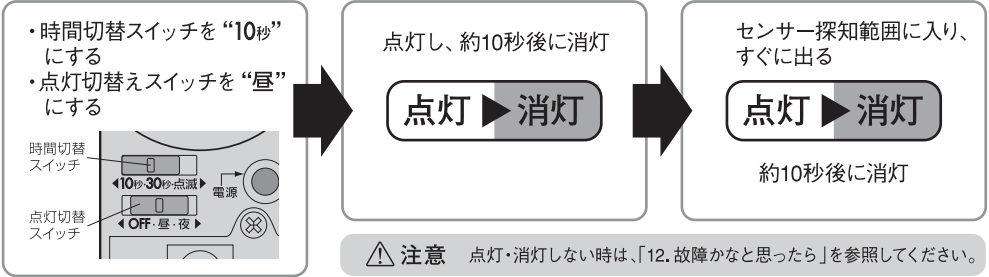 ・時間切替スイッチを“10秒”
にする
・点灯切替えスイッチを“昼”
にする
時間切替
スイッチ
◀10秒・30秒・点滅▶
電源
点灯切替
スイッチ
◀OFF・昼・夜▶
点灯し、約10秒後に消灯
点灯▶消灯
センサー探知範囲に入り、
すぐに出る
点灯▶消灯
約10秒後に消灯
注意 点灯・消灯しない時は、「12. 故障かなと思ったら」を参照してください。